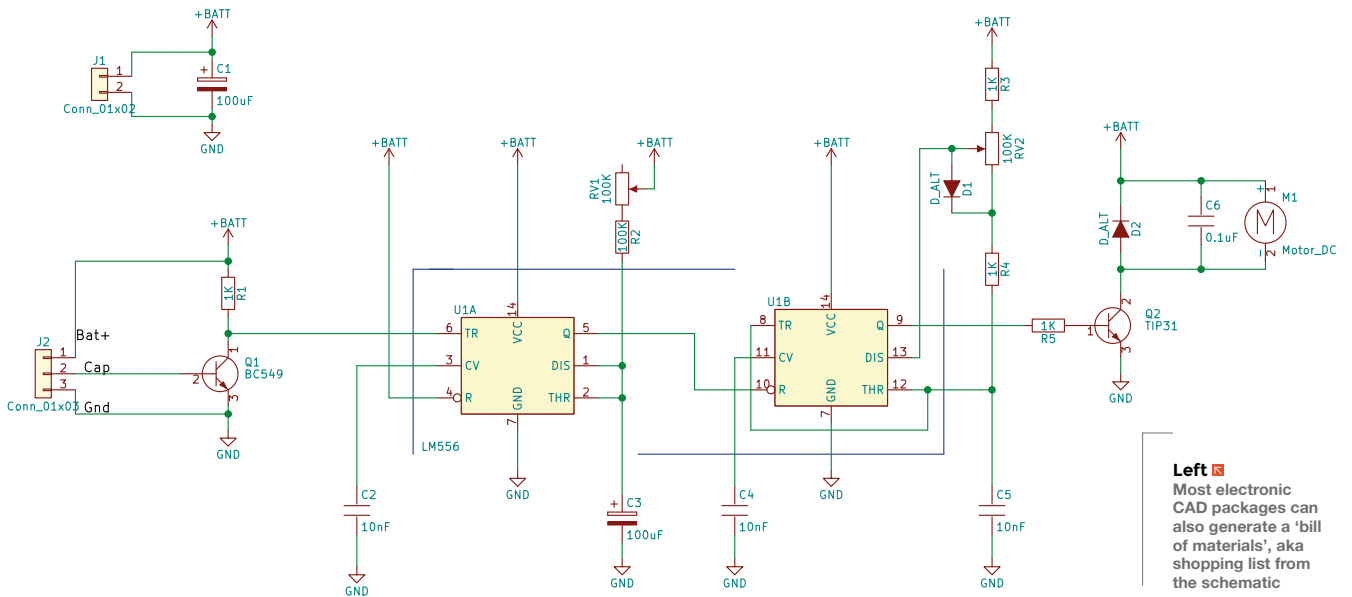 +BATT
J1
1
2
Conn_01x02
+
C1
100uF
GND
+BATT
J2
1
2
3
Conn_01x03
Bat+
Cap
Gnd
1K
R1
1
2
3
Q1
BC549
GND
+BATT
+BATT
U1A
6
TR
3
CV
4
R
14
VCC
GND
7
Q
5
DIS
1
THR
2
LM556
GND
C2
10nF
GND
+BATT
RV1
100K
100K
R2
+
C3
100uF
GND
+BATT
U1B
8
TR
11
CV
10
R
14
VCC
GND
7
Q
9
DIS
13
THR
12
GND
C4
10nF
GND
+BATT
1K
R3
100K
RV2
D_ALT
D1
1K
R4
C5
10nF
GND
1K
R5
+BATT
D_ALT
D2
C6
0.1uF
+
1
M
-
2
M1
Motor_DC
1
2
3
Q2
TIP31
GND
Left
Most electronic
CAD packages can
also generate a ‘bill
of materials’, aka
shopping list from
the schematic